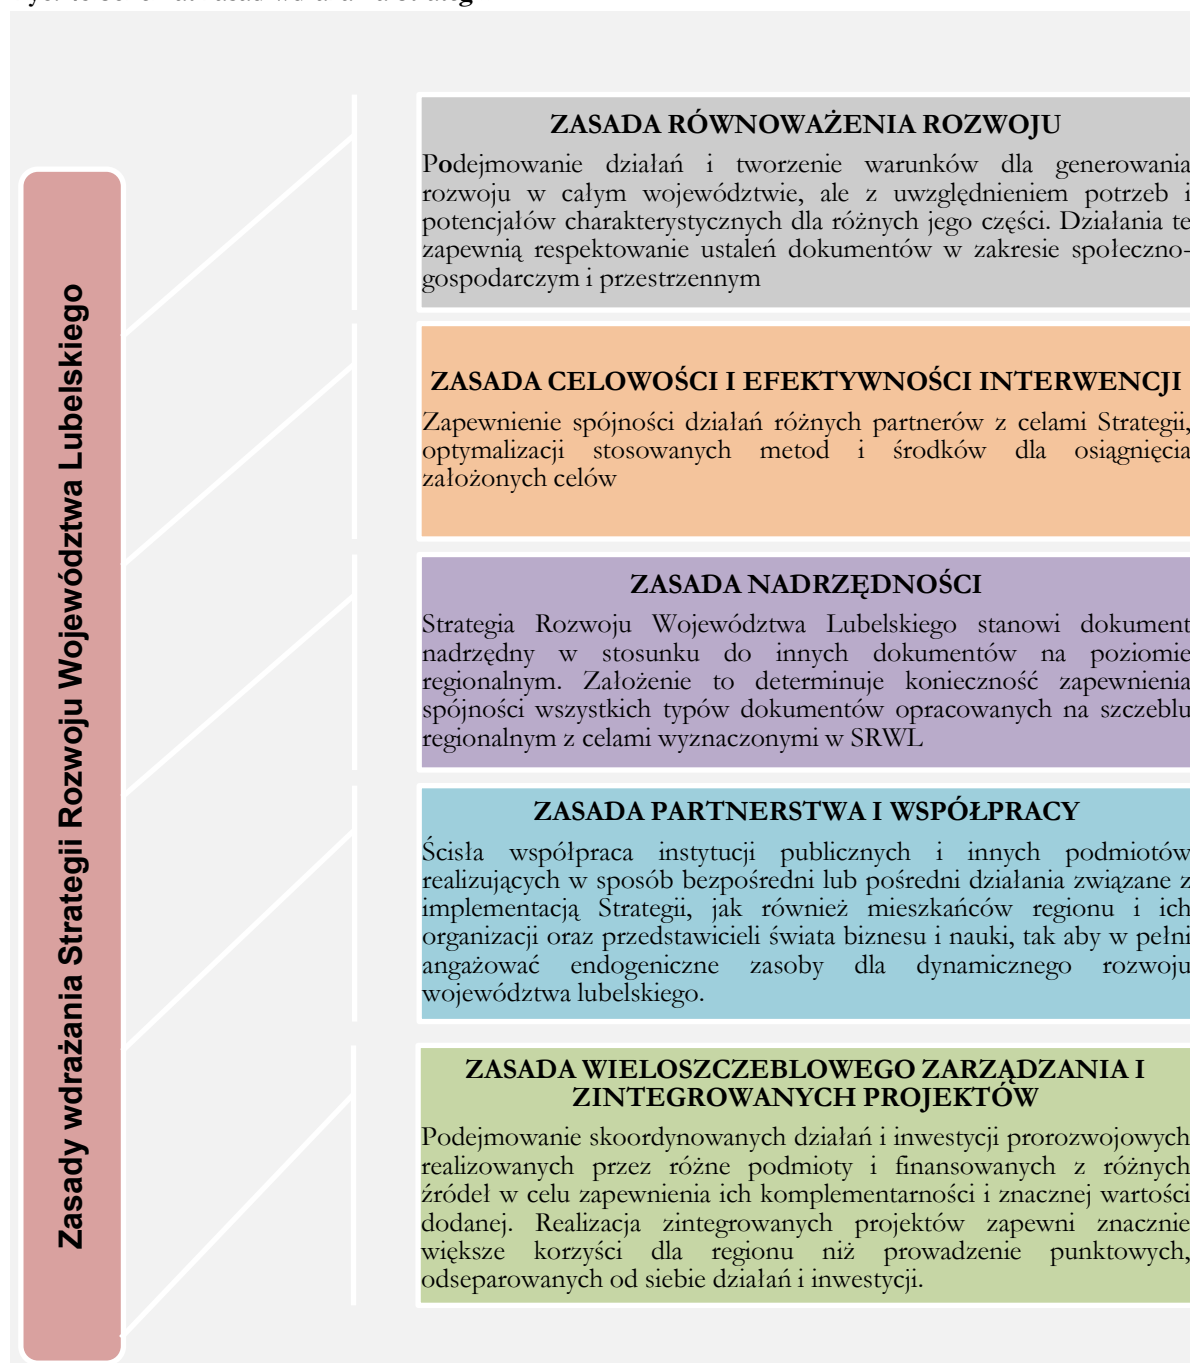 Zasady wdrażania Strategii Rozwoju Województwa Lubelskiego
ZASADA RÓWNOWAŻENIA ROZWOJU
Podejmowanie działań i tworzenie warunków dla generowania
rozwoju w całym województwie, ale z uwzględnieniem potrzeb i
potencjałów charakterystycznych dla różnych jego części. Działania te
zapewnią respektowanie ustaleń dokumentów w zakresie społeczno-
gospodarczym i przestrzennym
ZASADA CELOWOŚCI I EFEKTYWNOŚCI INTERWENCJI
Zapewnienie spójności działań różnych partnerów z celami Strategii,
optymalizacji stosowanych metod i środków dla osiągnięcia
założonych celów
ZASADA NADRZĘDNOŚCI
Strategia Rozwoju Województwa Lubelskiego stanowi dokument
nadrzędny w stosunku do innych dokumentów na poziomie
regionalnym. Założenie to determinuje konieczność zapewnienia
spójności wszystkich typów dokumentów opracowanych na szczeblu
regionalnym z celami wyznaczonymi w SRWL
ZASADA PARTNERSTWA I WSPÓŁPRACY
Ścisła współpraca instytucji publicznych i innych podmiotów
realizujących w sposób bezpośredni lub pośredni działania związane z
implementacją Strategii, jak również mieszkańców regionu i ich
organizacji oraz przedstawicieli świata biznesu i nauki, tak aby w pełni
angażować endogeniczne zasoby dla dynamicznego rozwoju
województwa lubelskiego.
ZASADA WIELOSZCZEBLOWEGO ZARZĄDZANIA I
ZINTEGROWANYCH PROJEKTÓW
Podejmowanie skoordynowanych działań i inwestycji prorozwojowych
realizowanych przez różne podmioty i finansowanych z różnych
źródeł w celu zapewnienia ich komplementarności i znacznej wartości
dodanej. Realizacja zintegrowanych projektów zapewni znacznie
większe korzyści dla regionu niż prowadzenie punktowych,
odseparowanych od siebie działań i inwestycji.